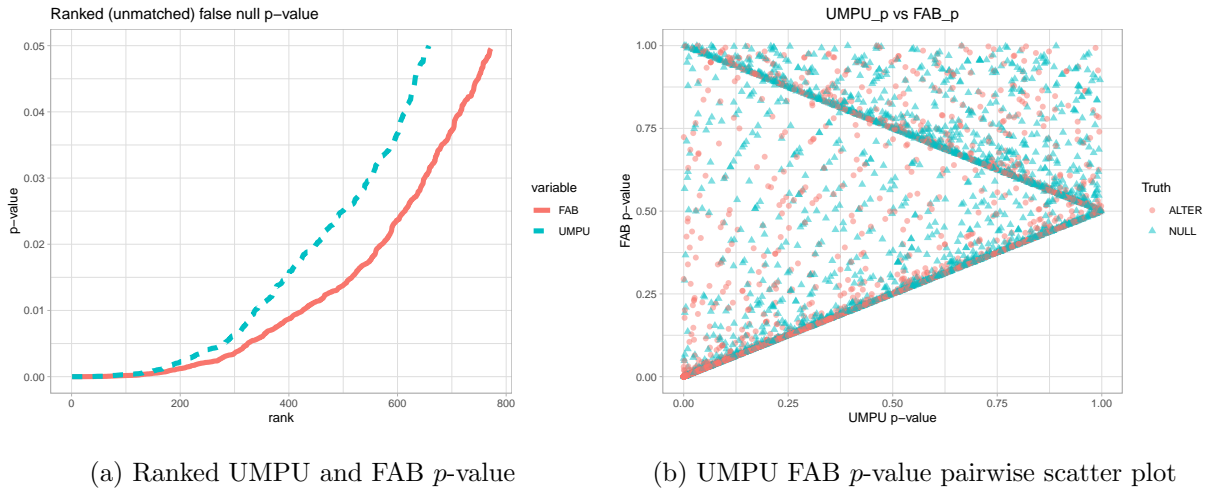 Ranked (unmatched) false null p−value
0.05
0.04
0.03
0.02
0.01
0.00
p−value
0
200
400
600
800
rank
variable
FAB
UMPU
(a) Ranked UMPU and FAB p-value
UMPU_p vs FAB_p
1.00
0.75
0.50
0.25
0.00
FAB p−value
0.00
0.25
0.50
0.75
1.00
UMPU p−value
Truth
ALTER
NULL
(b) UMPU FAB p-value pairwise scatter plot